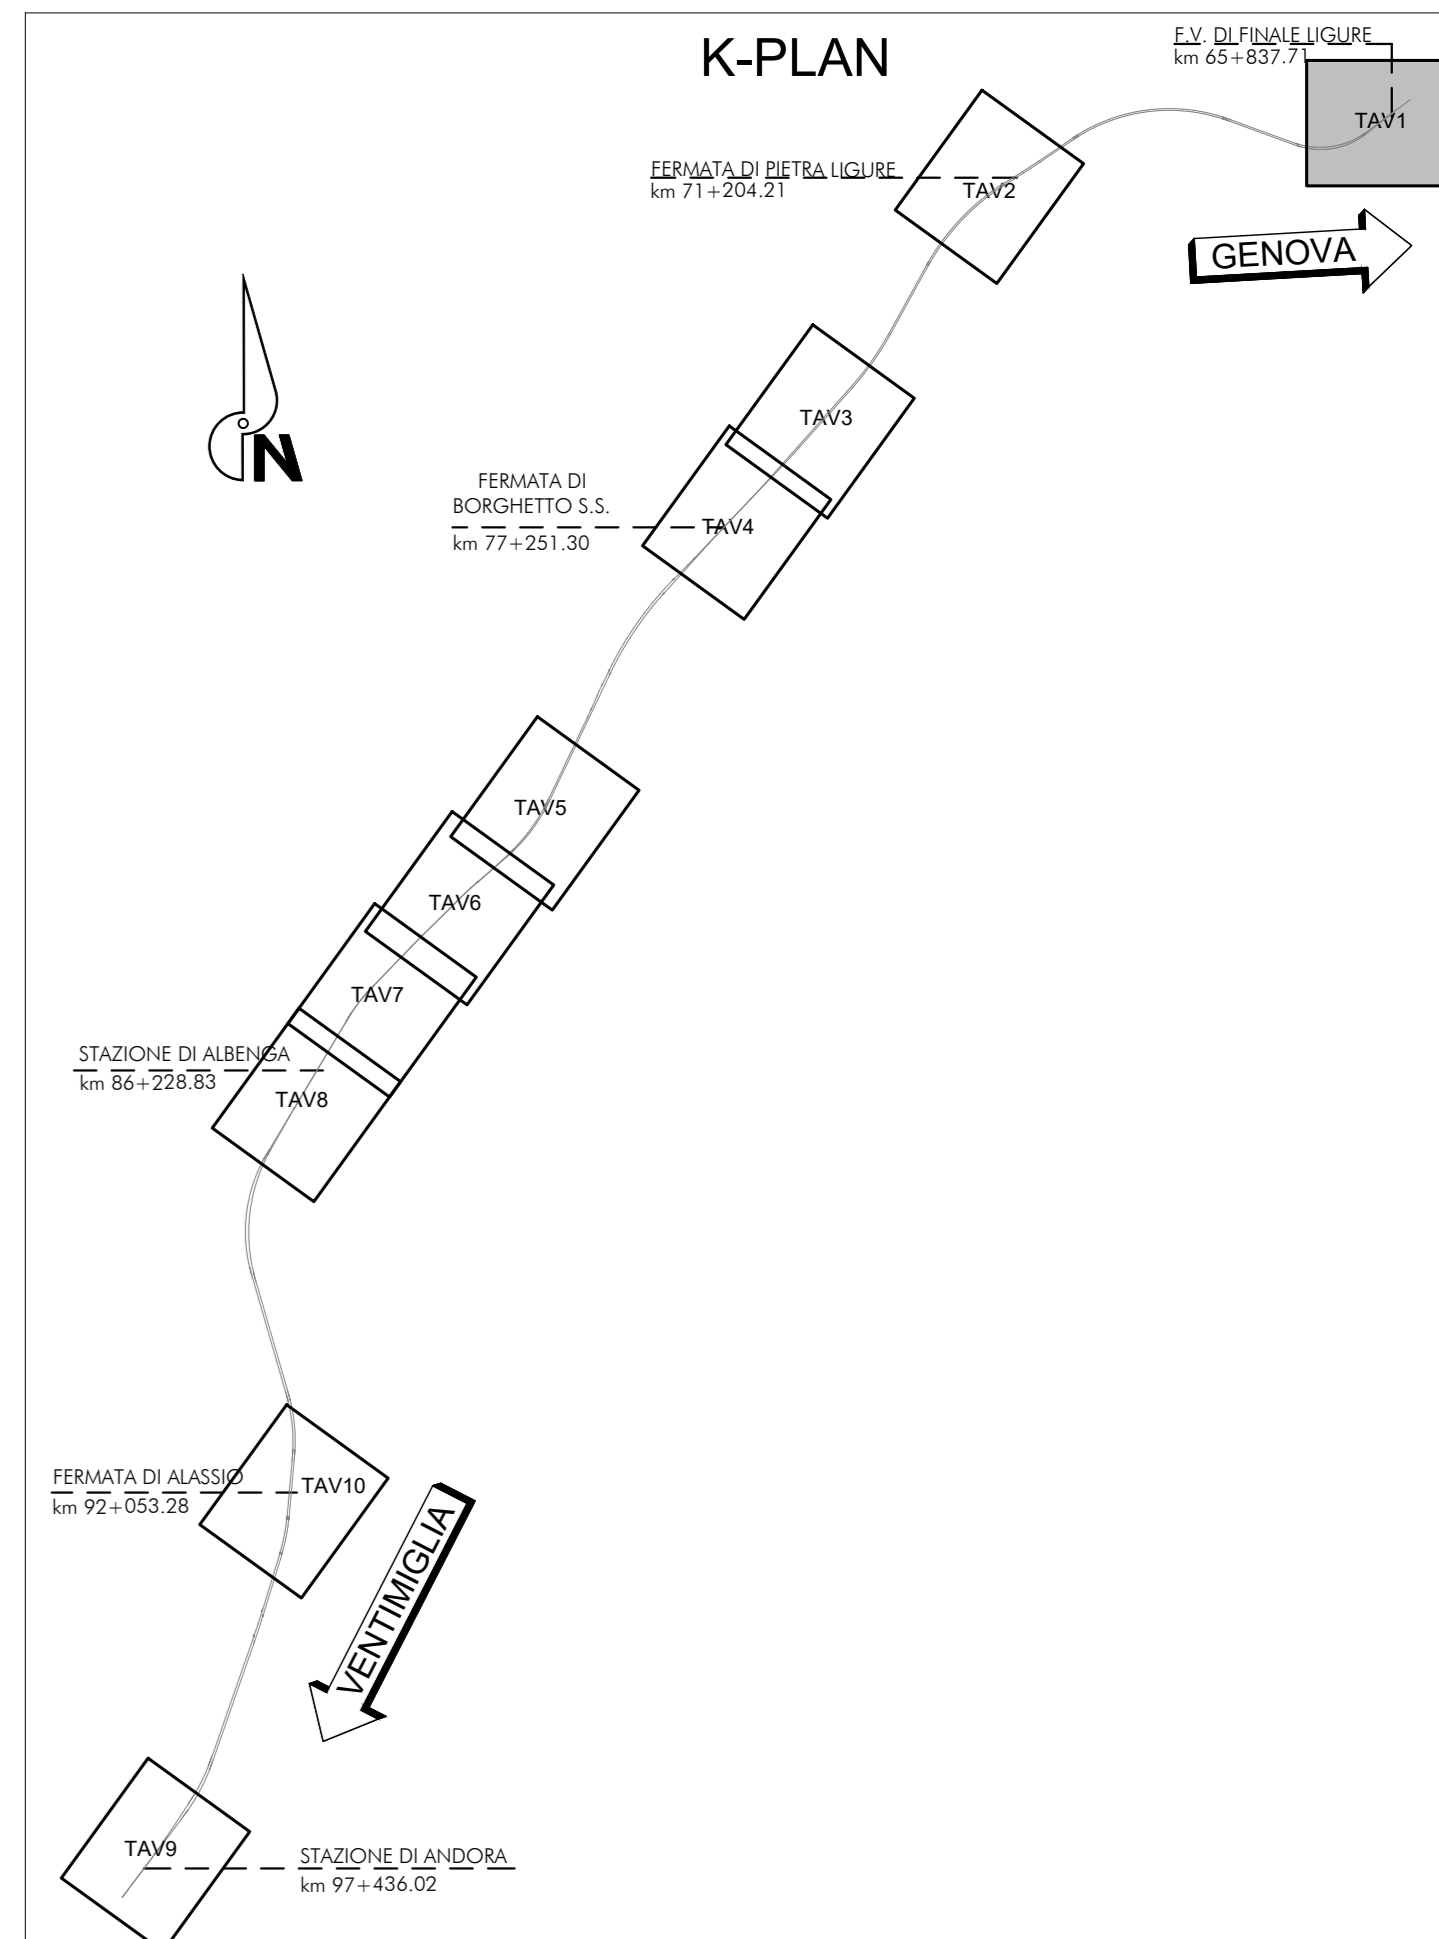 K-PLAN
F.V. DI FINALE LIGURE
km 65+837.71
TAV1
FERMATA DI PIETRA LIGURE
km 71+204.21
TAV2
GENOVA
N
TAV3
FERMATA DI
BORGHETTO S.S.
km 77+251.30
TAV4
TAV5
TAV6
TAV7
STAZIONE DI ALBENGA
km 86+228.83
TAV8
FERMATA DI ALASSIO
km 92+053.28
TAV10
VENTIMIGLIA
TAV9
STAZIONE DI ANDORA
km 97+436.02